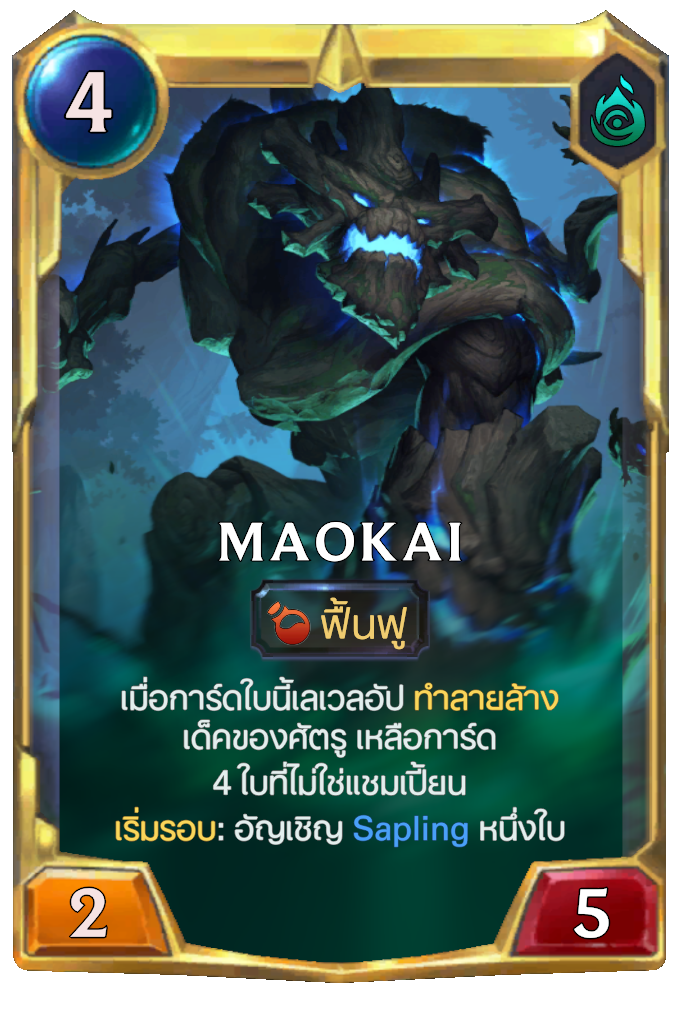 4
MAOKAI
ฟื้นฟู
เมื่อการ์ดใบนี้เลเวลอัป ทำลายล้าง
เด็คของศัตรู เหลือการ์ด
4 ใบที่ไม่ใช่แชมเปี้ยน
เริ่มรอบ: อัญเชิญ Sapling หนึ่งใบ
2
5